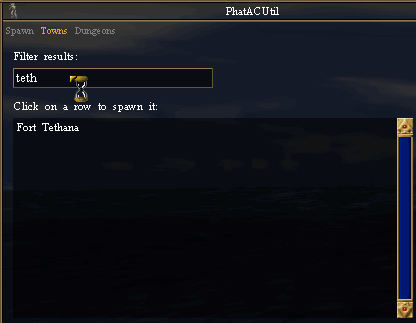 PhatACUtil
Spawn Towns Dungeons
Filter results:
teth
Click on a row to spawn it:
Fort Tethana